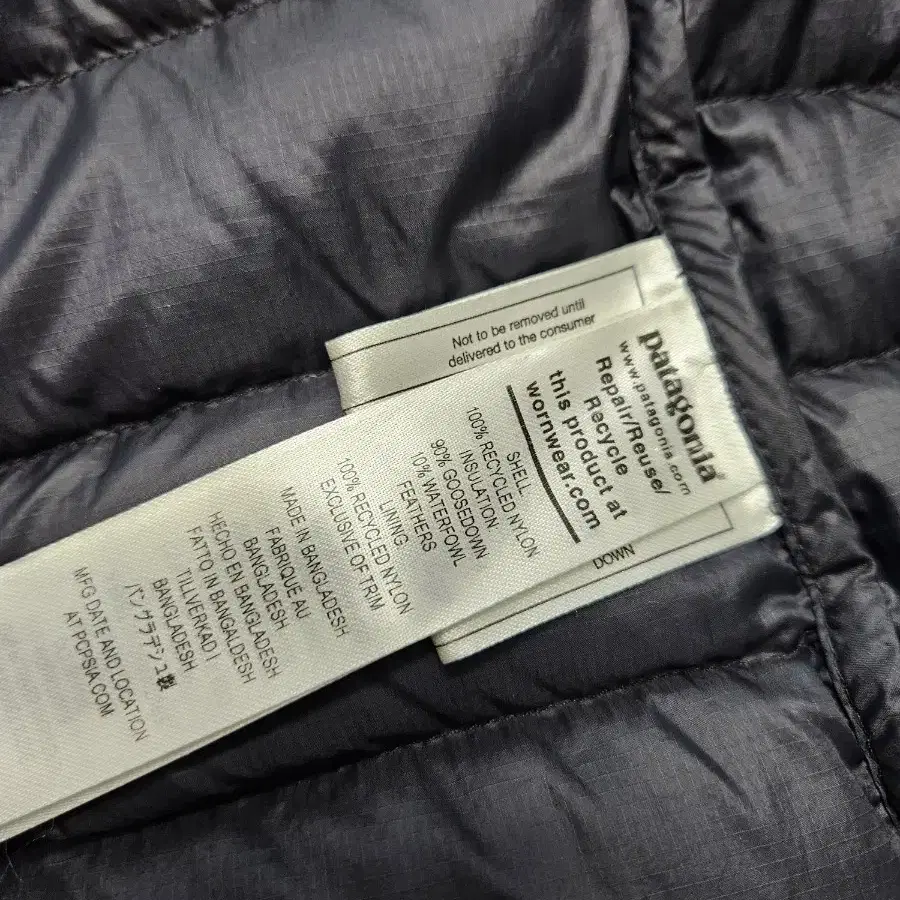 Not to be removed until
delivered to the consumer
patagonia
www.patagonia.com
Repair/Reuse/
Recycle
this product at
wornwear.com
SHELL
100% RECYCLED NYLON
INSULATION
90% GOOSEDOWN
10% WATERFOWL
FEATHERS
LINING
100% RECYCLED NYLON
EXCLUSIVE OF TRIM
MADE IN BANGLADESH
FABRIQUE AU
BANGLADESH
HECHO EN BANGLADESH
FATTO IN BANGALDESH
TILLVERKAD I
BANGLADESH
バングラデシュ製
MFG DATE AND LOCATION
AT PCPSIA.COM
DOWN